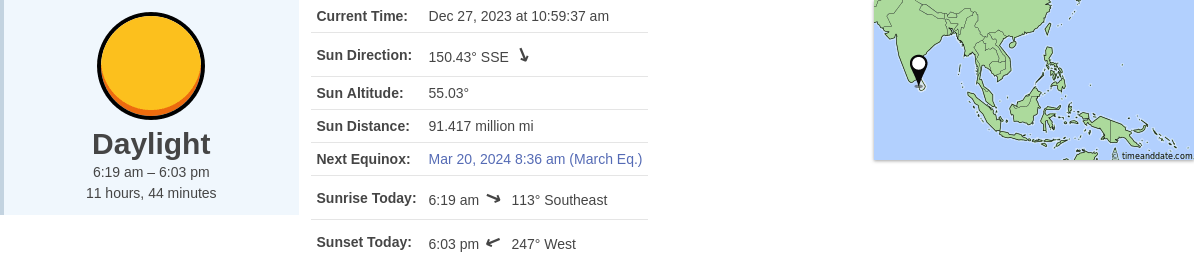 Daylight
6:19 am – 6:03 pm
11 hours, 44 minutes
Current Time: Dec 27, 2023 at 10:59:37 am
Sun Direction: 150.43° SSE
Sun Altitude: 55.03°
Sun Distance: 91.417 million mi
Next Equinox: Mar 20, 2024 8:36 am (March Eq.)
Sunrise Today: 6:19 am 113° Southeast
Sunset Today: 6:03 pm 247° West
© timeanddate.com